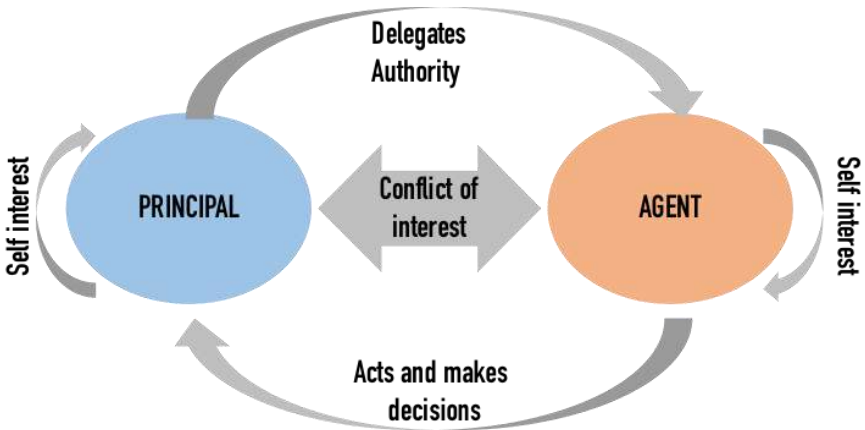 Delegates
Authority
Self interest
PRINCIPAL
Conflict of
interest
AGENT
Self interest
Acts and makes
decisions